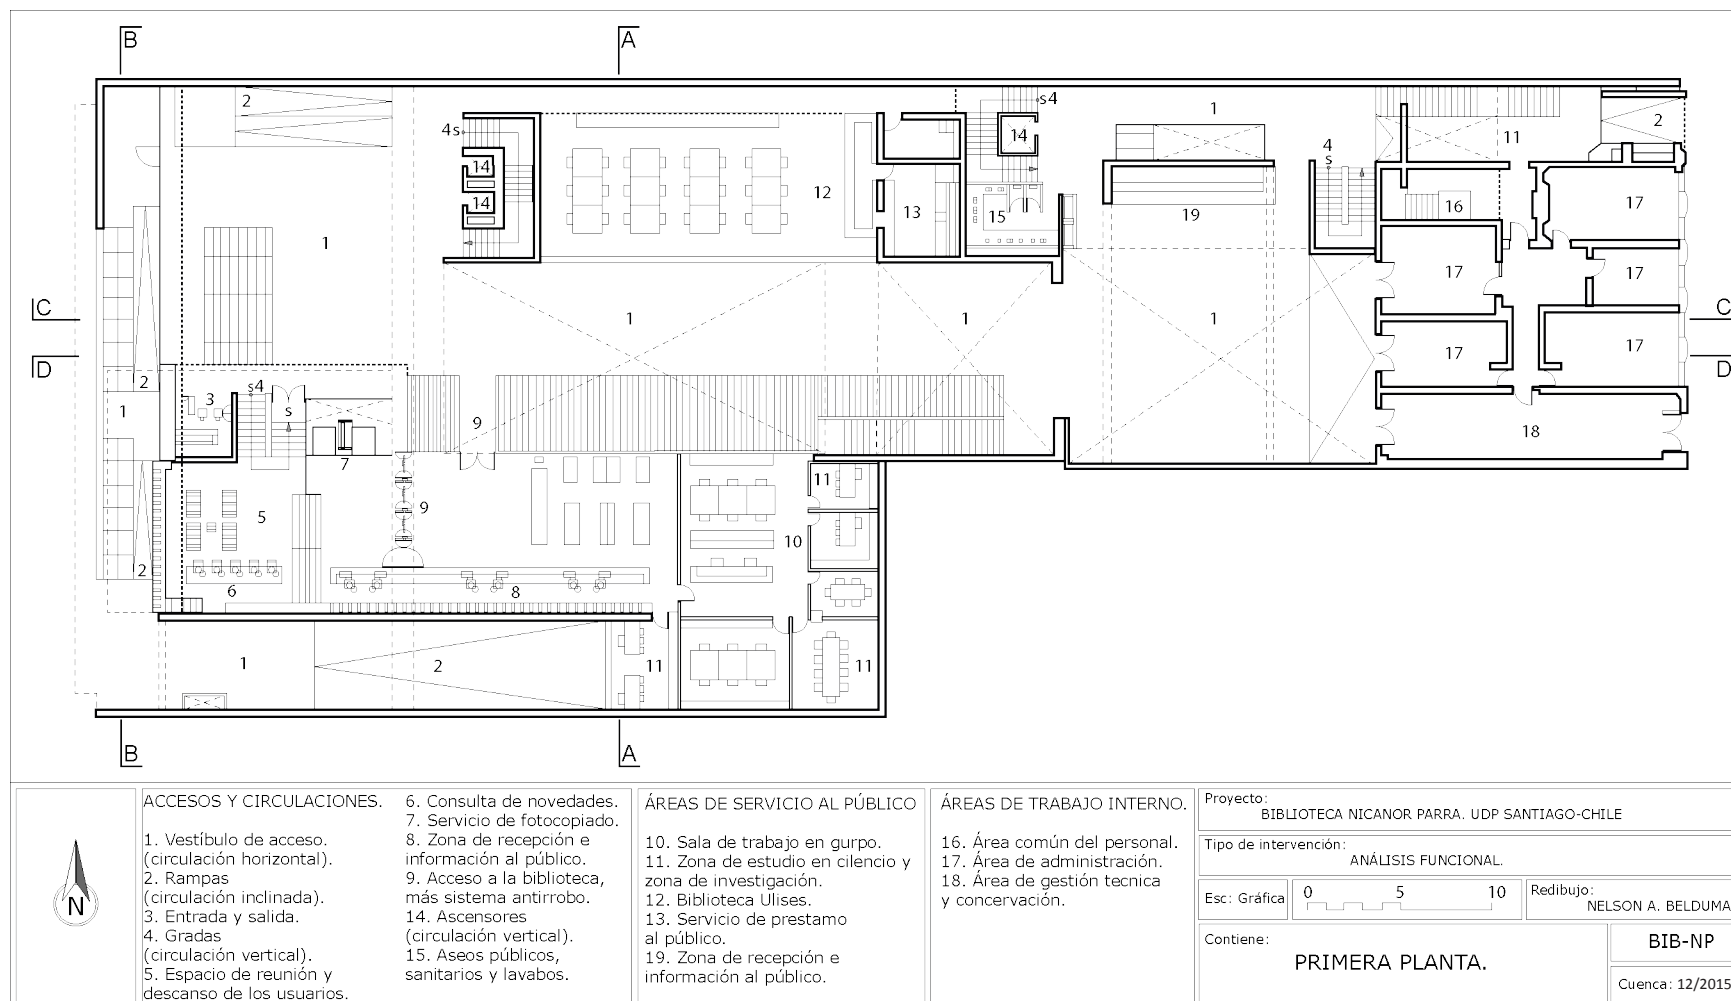 B
A
2
1
s4
4s
14
1
2
11
14
4
s
14
12
16
17
14
13
15
19
1
17
17
C
1
1
1
C
17
17
D
2
D
3
s4
1
s
9
18
7
11
9
5
10
2
6
8
1
2
11
11
B
A
N
ACCESOS Y CIRCULACIONES.
1. Vestíbulo de acceso.
(circulación horizontal).
2. Rampas
(circulación inclinada).
3. Entrada y salida.
4. Gradas
(circulación vertical).
5. Espacio de reunión y
descanso de los usuarios.
6. Consulta de novedades.
7. Servicio de fotocopiado.
8. Zona de recepción e
información al público.
9. Acceso a la biblioteca,
más sistema antirrobo.
14. Ascensores
(circulación vertical).
15. Aseos públicos,
sanitarios y lavabos.
ÁREAS DE SERVICIO AL PÚBLICO
10. Sala de trabajo en gurpo.
11. Zona de estudio en cilencio y
zona de investigación.
12. Biblioteca Ulises.
13. Servicio de prestamo
al público.
19. Zona de recepción e
información al público.
ÁREAS DE TRABAJO INTERNO.
16. Área común del personal.
17. Área de administración.
18. Área de gestión tecnica
y concervación.
Proyecto:
BIBLIOTECA NICANOR PARRA. UDP SANTIAGO-CHILE
Tipo de intervención:
ANÁLISIS FUNCIONAL.
Esc: Gráfica
0 5 10
Redibujo:
NELSON A. BELDUMA
Contiene:
PRIMERA PLANTA.
BIB-NP
Cuenca: 12/2015